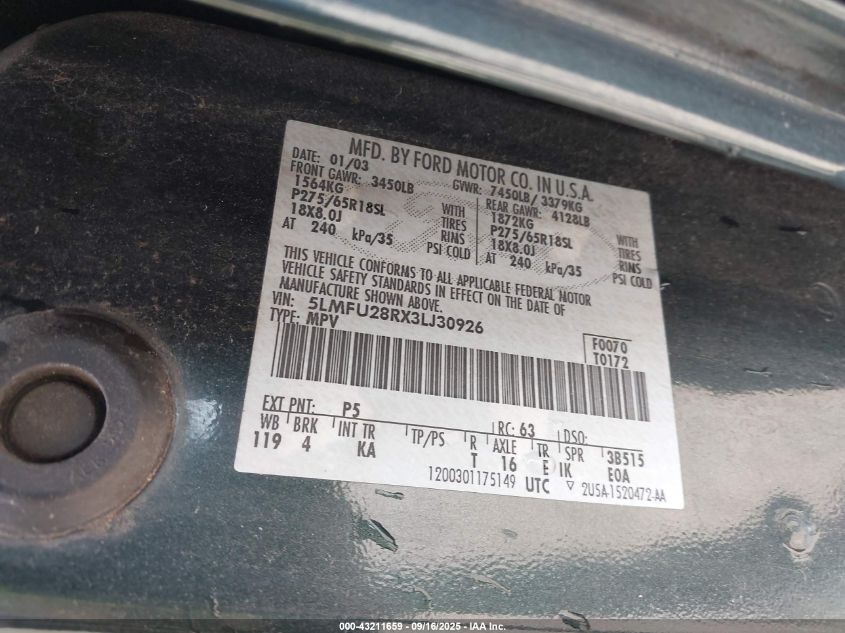 MFD. BY FORD MOTOR CO. IN U.S.A.
DATE: 01/03 GVWR: 7450LB / 3379KG
FRONT GAWR: 3450LB REAR GAWR: 4128LB
1564KG 1872KG
P275/65R18SL WITH P275/65R18SL WITH
18X8.0J TIRES 18X8.0J TIRES
RINS RINS
AT 240 kPa/35 PSI COLD AT 240 kPa/35 PSI COLD
THIS VEHICLE CONFORMS TO ALL APPLICABLE FEDERAL MOTOR
VEHICLE SAFETY STANDARDS IN EFFECT ON THE DATE OF
MANUFACTURE SHOWN ABOVE.
VIN: 5LMFU28RX3LJ30926
TYPE: MPV
F0070
T0172
EXT PNT: P5 RC: 63 DSO:
WB BRK INT TR TP/PS R AXLE TR SPR 3B515
119 4 KA T 16 E IK EOA
1200301175149 UTC ▽ 2USA-1520472-AA
000-43211659 - 09/16/2025 - IAA Inc.